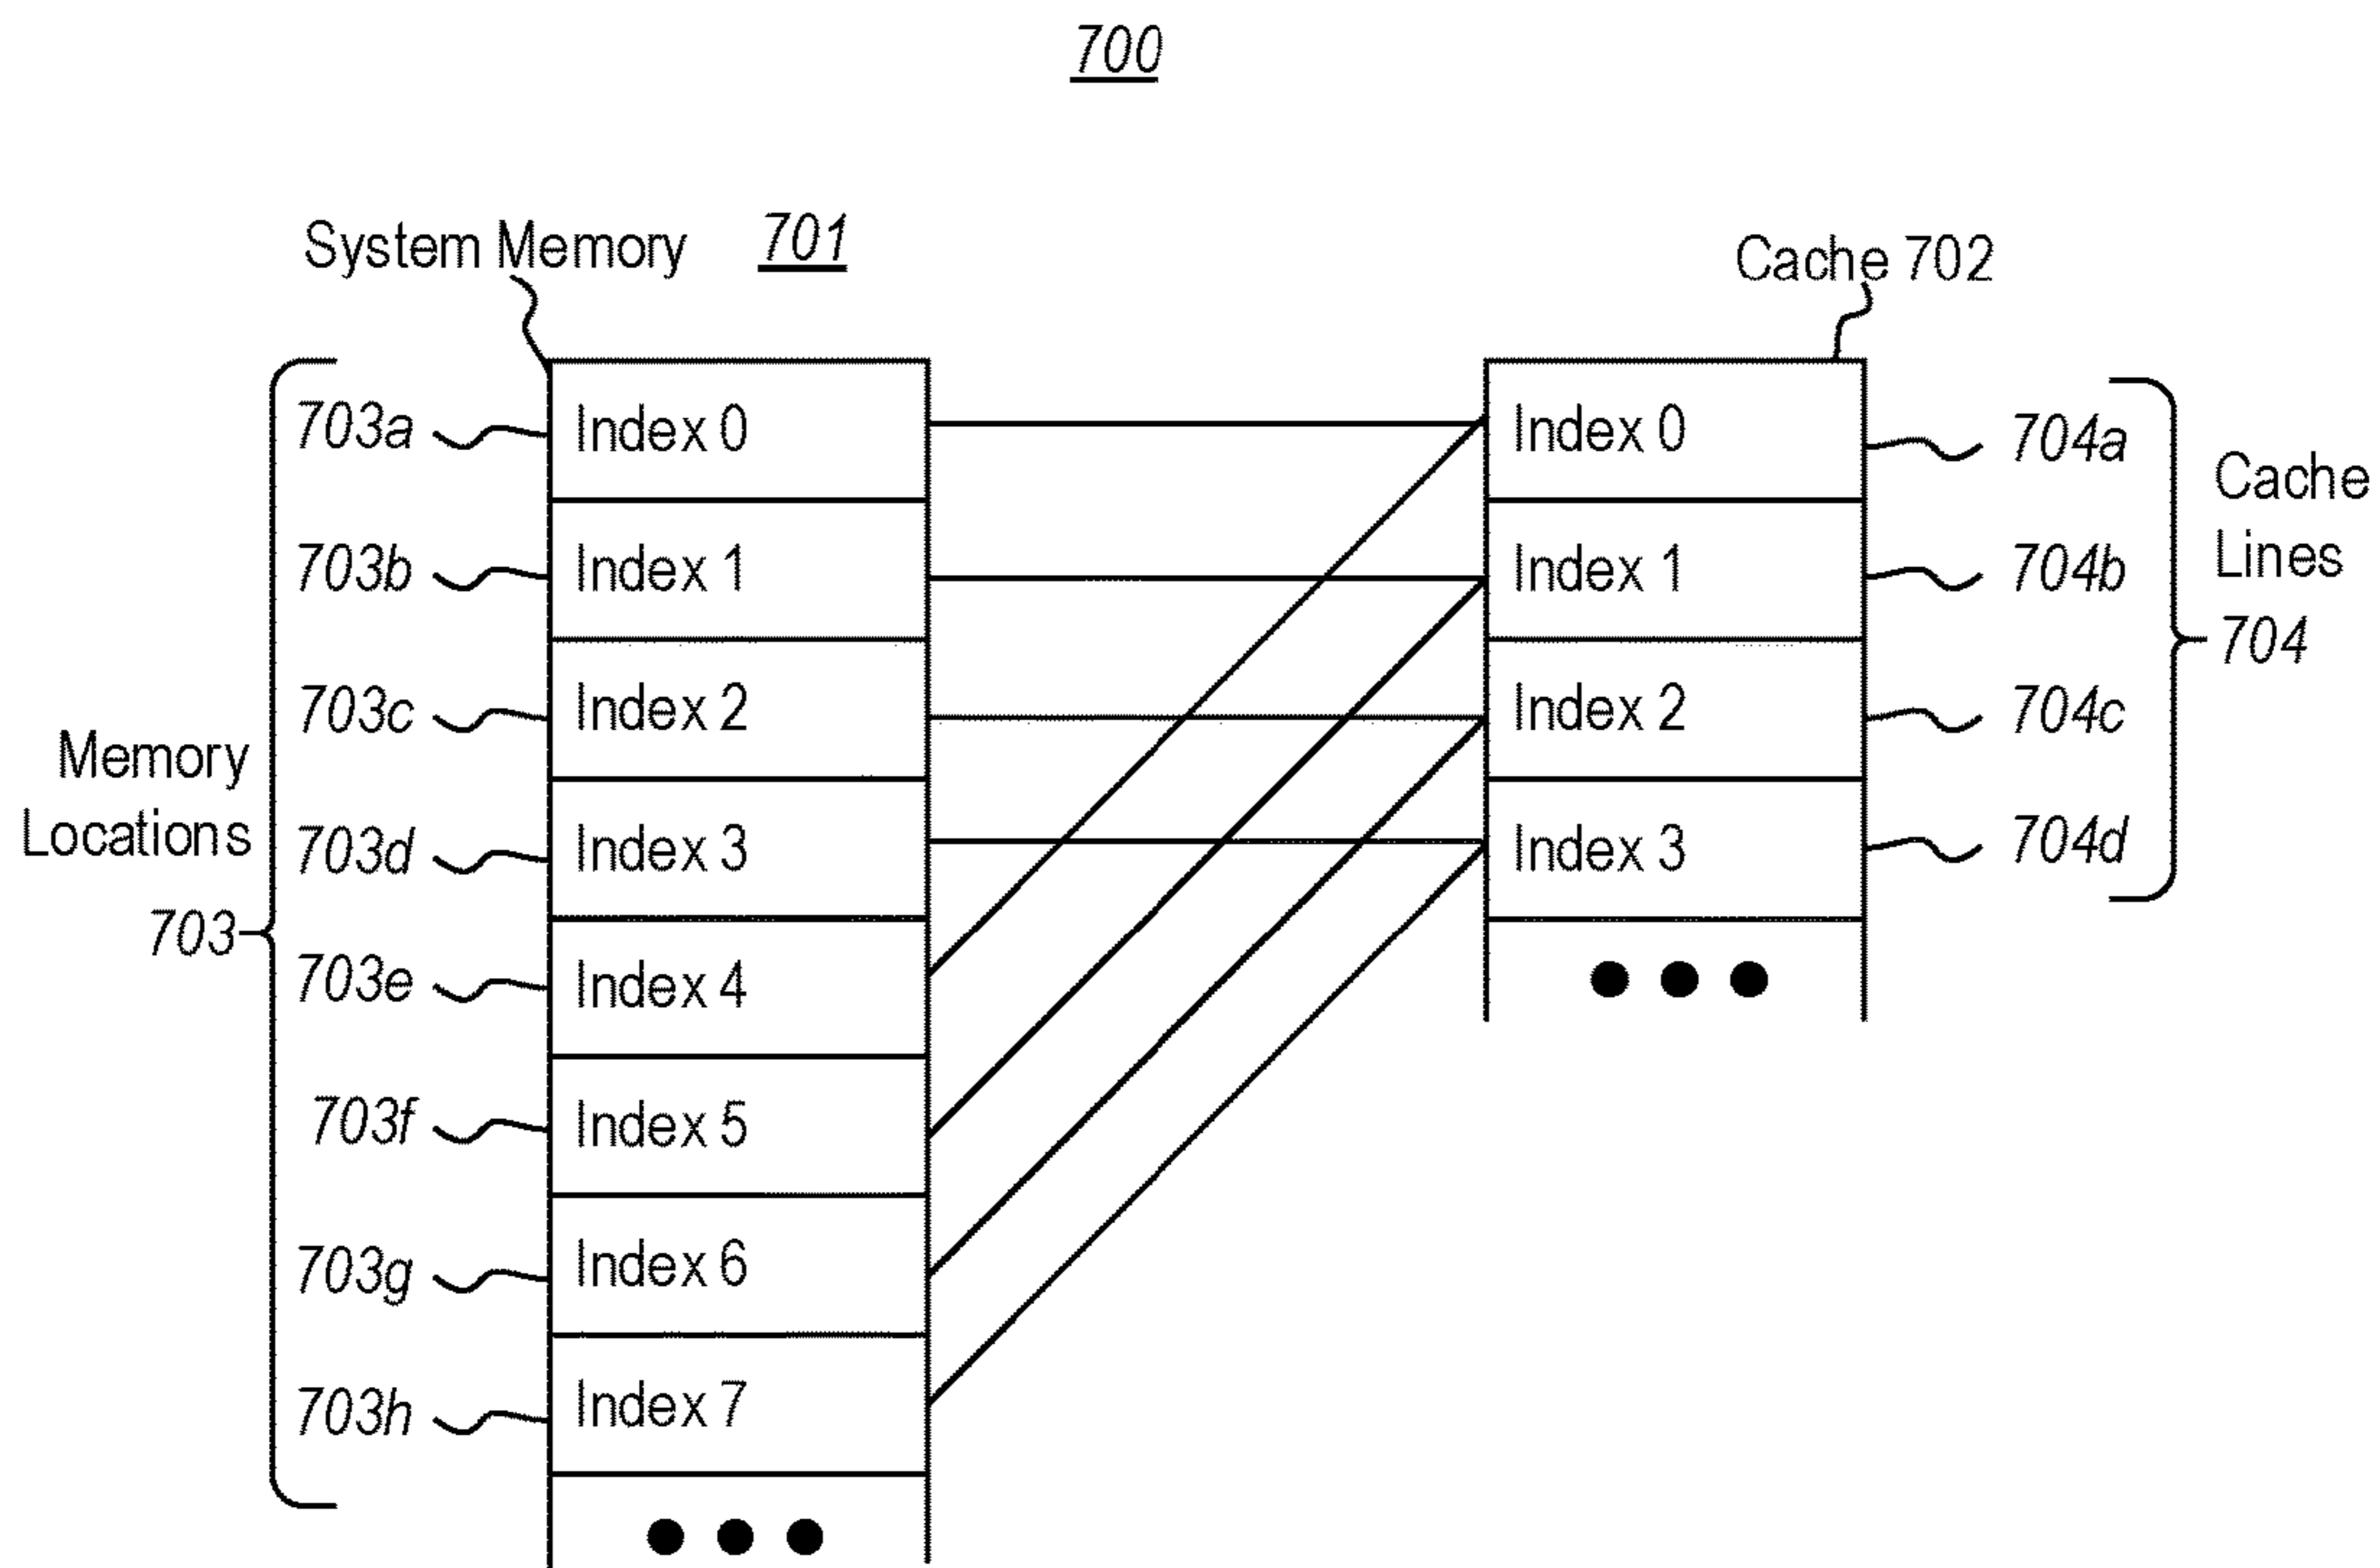 700
System Memory 701
Cache 702
703a Index 0 Index 0 704a
703b Index 1 Index 1 704b
703c Index 2 Index 2 704c
703d Index 3 Index 3 704d
703e Index 4
703f Index 5
703g Index 6
703h Index 7
Memory
Locations
703
Cache
Lines
704